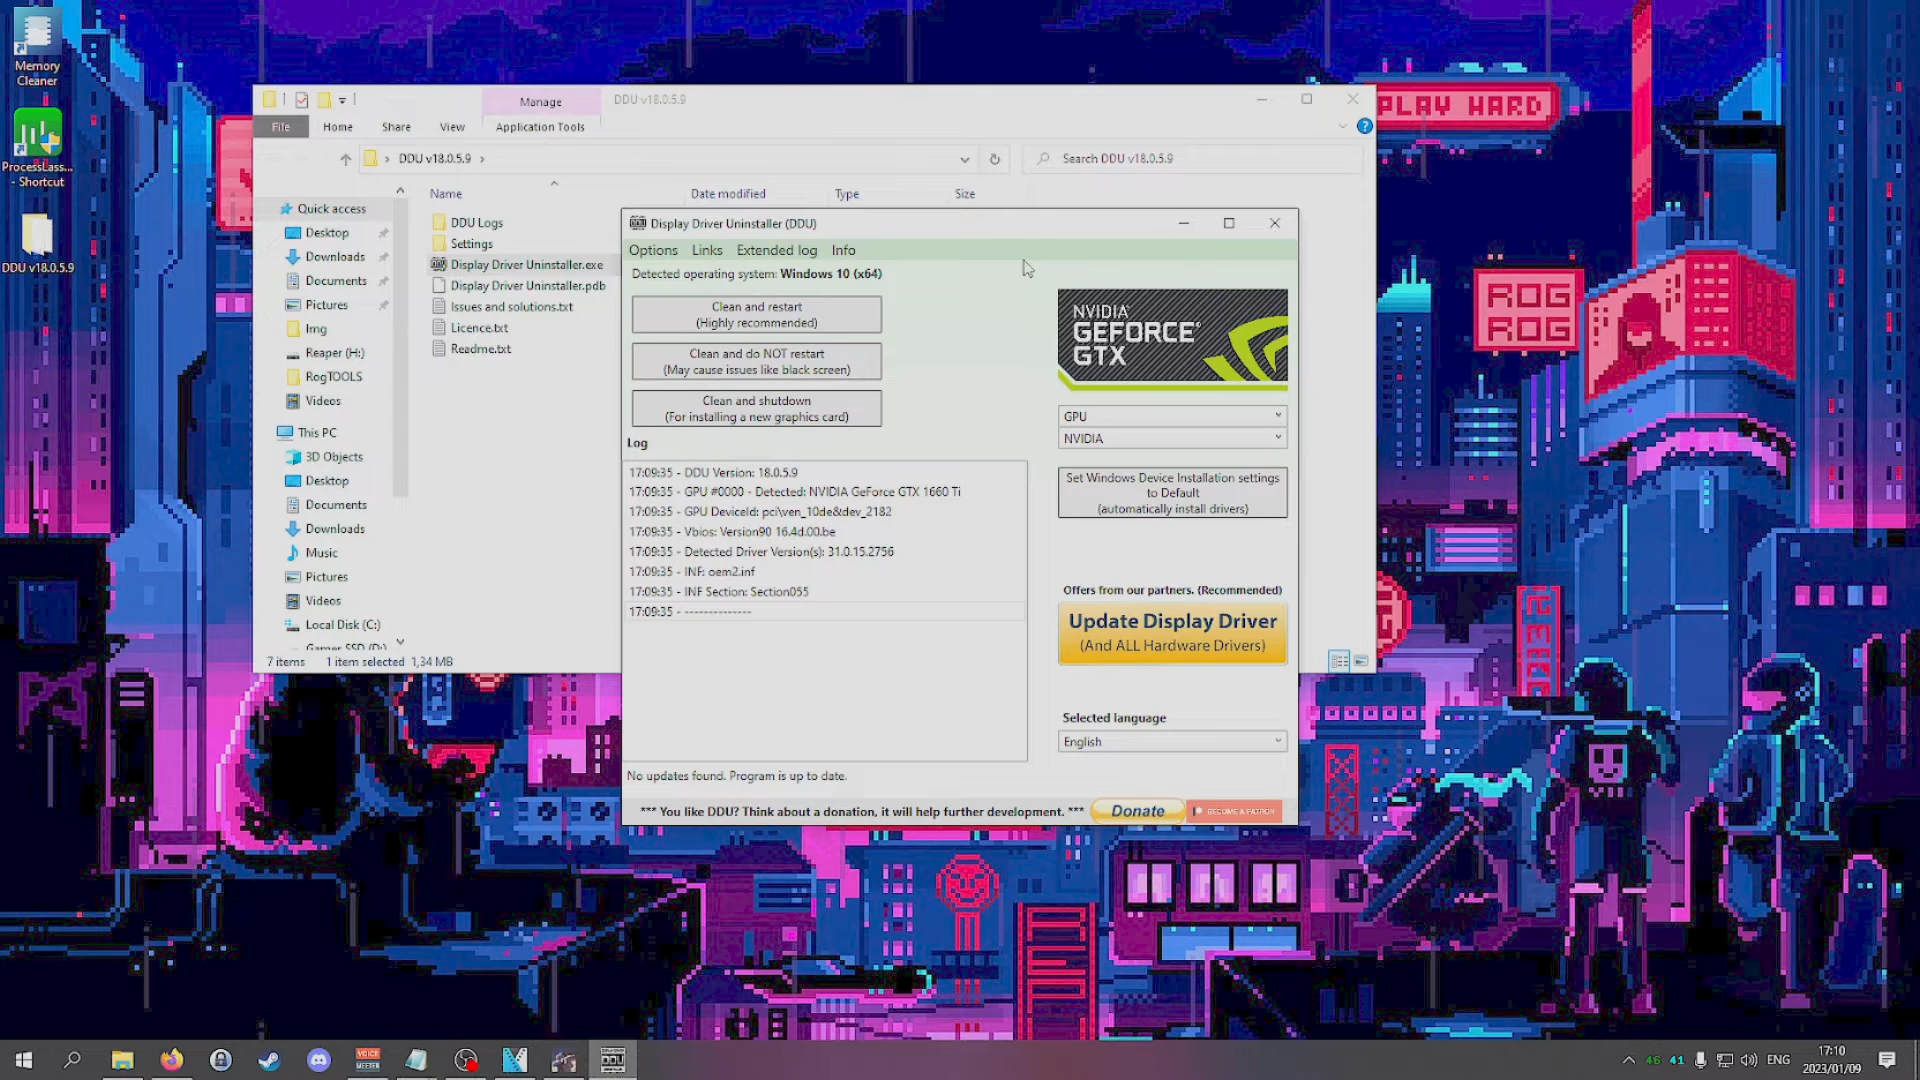 Memory
Cleaner
ProcessLass...
- Shortcut
DDU v18.0.5.9
Manage
DDU v18.0.5.9
File
Home
Share
View
Application Tools
DDU v18.0.5.9
Search DDU v18.0.5.9
Name
Date modified
Type
Size
Quick access
Desktop
Downloads
Documents
Pictures
Img
Reaper (H:)
RogTOOLS
Videos
This PC
3D Objects
Desktop
Documents
Downloads
Music
Pictures
Videos
Local Disk (C:)
Gamer SSD (D:)
DDU Logs
Settings
Display Driver Uninstaller.exe
Display Driver Uninstaller.pdb
Issues and solutions.txt
Licence.txt
Readme.txt
7 items
1 item selected 1,34 MB
Display Driver Uninstaller (DDU)
Options
Links
Extended log
Info
Detected operating system: Windows 10 (x64)
Clean and restart
(Highly recommended)
Clean and do NOT restart
(May cause issues like black screen)
Clean and shutdown
(For installing a new graphics card)
Log
17:09:35 - DDU Version: 18.0.5.9
17:09:35 - GPU #0000 - Detected: NVIDIA GeForce GTX 1660 Ti
17:09:35 - GPU DeviceId: pci\ven_10de&dev_2182
17:09:35 - Vbios: Version90 16.4d.00.be
17:09:35 - Detected Driver Version(s): 31.0.15.2756
17:09:35 - INF: oem2.inf
17:09:35 - INF Section: Section055
17:09:35 - --------------
NVIDIA
GEFORCE
GTX
GPU
NVIDIA
Set Windows Device Installation settings
to Default
(automatically install drivers)
Offers from our partners. (Recommended)
Update Display Driver
(And ALL Hardware Drivers)
Selected language
English
No updates found. Program is up to date.
*** You like DDU? Think about a donation, it will help further development. ***
Donate
BECOME A PATRON
PLAY HARD
ROG
ROG
VOICE
MEETER
DDU
46
41
ENG
17:10
2023/01/09